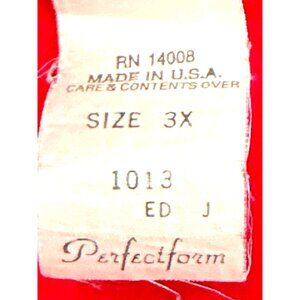 RN 14008
MADE IN U.S.A.
CARE & CONTENTS OVER
SIZE 3X
1013
ED J
Perfectform